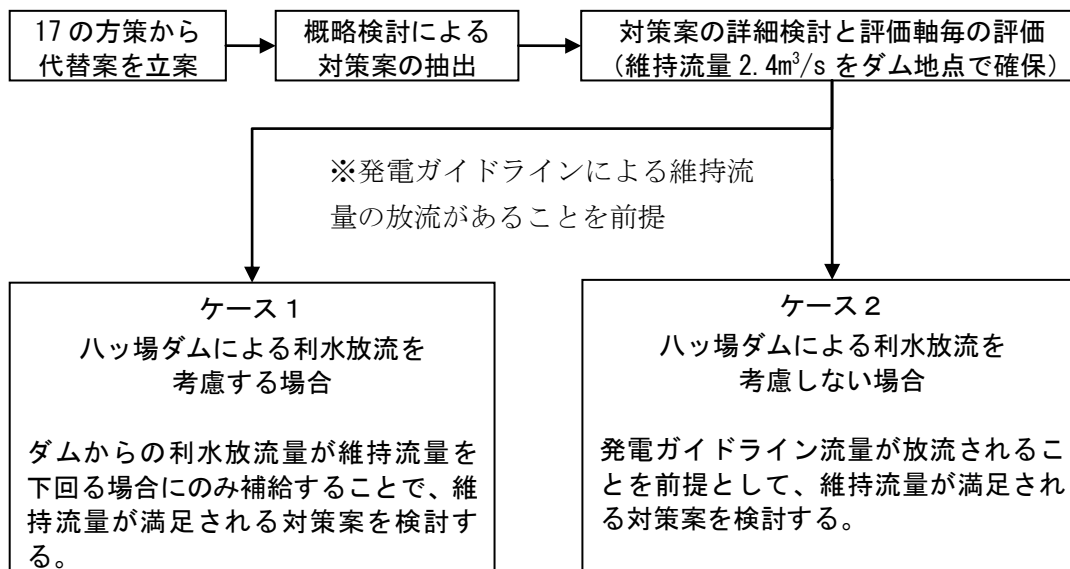 17の方策から
代替案を立案
概略検討による
対策案の抽出
対策案の詳細検討と評価軸毎の評価
（維持流量2.4m³/sをダム地点で確保）
※発電ガイドラインによる維持流
量の放流があることを前提
ケース1
八ッ場ダムによる利水放流を
考慮する場合
ダムからの利水放流量が維持流量を
下回る場合にのみ補給することで、維
持流量が満足される対策案を検討す
る。
ケース2
八ッ場ダムによる利水放流を
考慮しない場合
発電ガイドライン流量が放流されるこ
とを前提として、維持流量が満足され
る対策案を検討する。